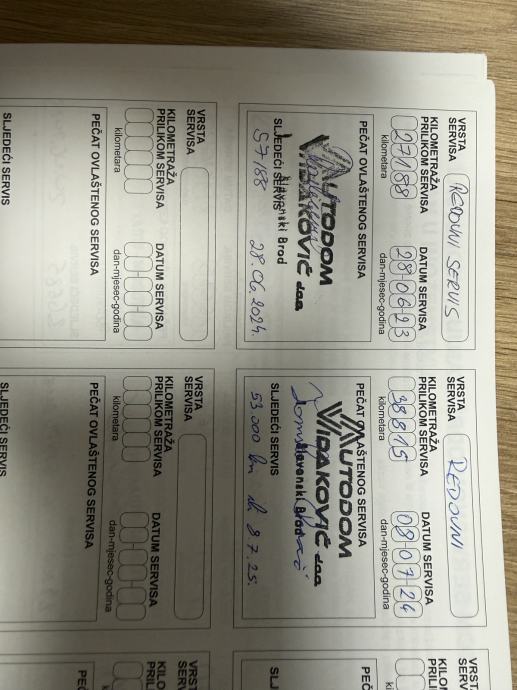 VRSTA SERVISA REDOVNI SERVIS
KILOMETRAŽA PRILIKOM SERVISA 27188 kilometara
DATUM SERVISA 28 06 23 dan-mjesec-godina
PEČAT OVLAŠTENOG SERVISA
AUTODOM
VIDAKOVIĆ d.o.o.
Slavonski Brod
SLJEDEĆI SERVIS
57188 28.06.2024.
VRSTA SERVISA REDOVNI
KILOMETRAŽA PRILIKOM SERVISA 38815 kilometara
DATUM SERVISA 08 07 24 dan-mjesec-godina
PEČAT OVLAŠTENOG SERVISA
AUTODOM
VIDAKOVIĆ d.o.o.
Slavonski Brod
SLJEDEĆI SERVIS
53 000 km 8.7.25.
VRSTA SERVISA
KILOMETRAŽA PRILIKOM SERVISA
kilometara
DATUM SERVISA
dan-mjesec-godina
PEČAT OVLAŠTENOG SERVISA
SLJEDEĆI SERVIS
VRSTA SERVISA
KILOMETRAŽA PRILIKOM SERVISA
kilometara
DATUM SERVISA
dan-mjesec-godina
PEČAT OVLAŠTENOG SERVISA
SLJEDEĆI SERVIS